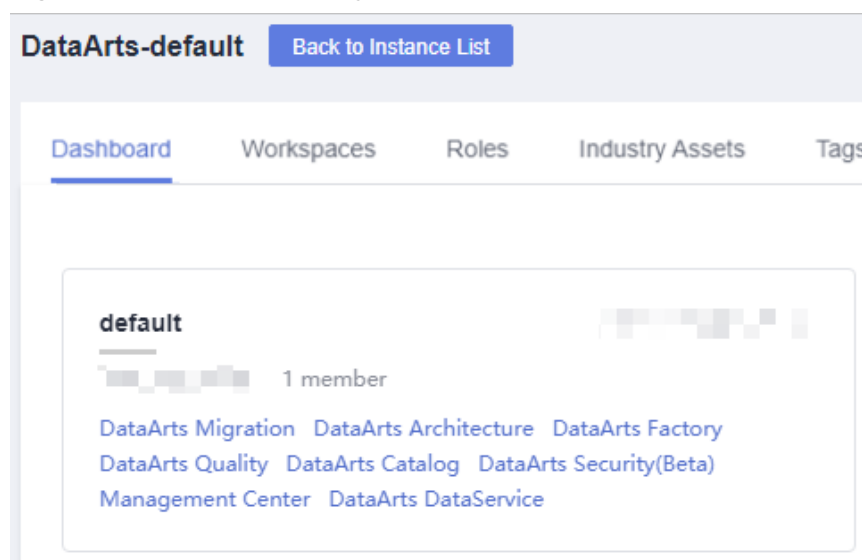 DataArts-default Back to Instance List
Dashboard Workspaces Roles Industry Assets Tags
default
1 member
DataArts Migration DataArts Architecture DataArts Factory
DataArts Quality DataArts Catalog DataArts Security(Beta)
Management Center DataArts DataService